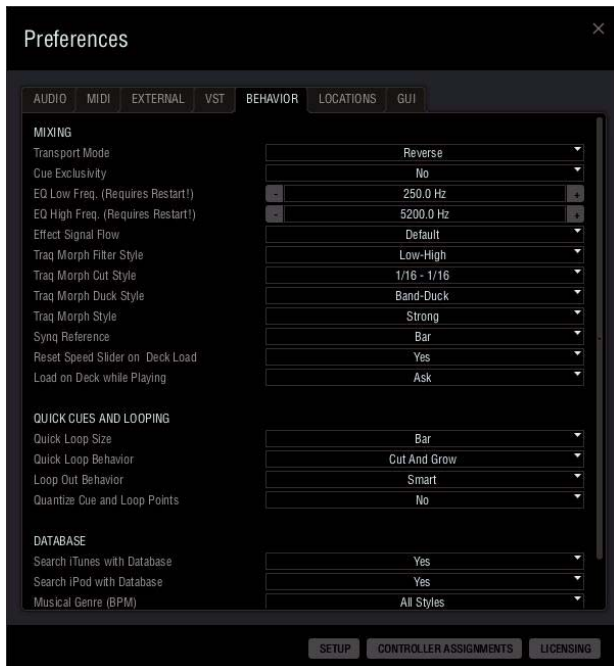 Preferences
AUDIO MIDI EXTERNAL VST BEHAVIOR LOCATIONS GUI
MIXING
Transport Mode Reverse
Cue Exclusivity No
EQ Low Freq. (Requires Restart!) - 250.0 Hz +
EQ High Freq. (Requires Restart!) - 5200.0 Hz +
Effect Signal Flow Default
Traq Morph Filter Style Low-High
Traq Morph Cut Style 1/16 - 1/16
Traq Morph Duck Style Band-Duck
Traq Morph Style Strong
Synq Reference Bar
Reset Speed Slider on Deck Load Yes
Load on Deck while Playing Ask
QUICK CUES AND LOOPING
Quick Loop Size Bar
Quick Loop Behavior Cut And Grow
Loop Out Behavior Smart
Quantize Cue and Loop Points No
DATABASE
Search iTunes with Database Yes
Search iPod with Database Yes
Musical Genre (BPM) All Styles
SETUP CONTROLLER ASSIGNMENTS LICENSING